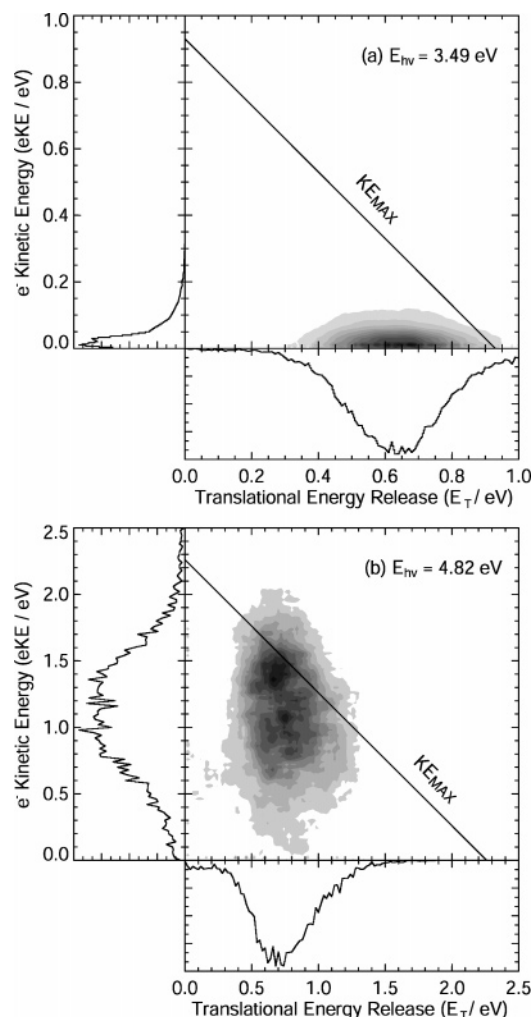 (a) Ehν = 3.49 eV
1.0
0.8
0.6
0.4
0.2
0.0
e- Kinetic Energy (eKE / eV)
KEMAX
0.0 0.2 0.4 0.6 0.8 1.0
Translational Energy Release (ET/ eV)
(b) Ehν = 4.82 eV
2.5
2.0
1.5
1.0
0.5
0.0
e- Kinetic Energy (eKE / eV)
KEMAX
0.0 0.5 1.0 1.5 2.0 2.5
Translational Energy Release (ET/ eV)